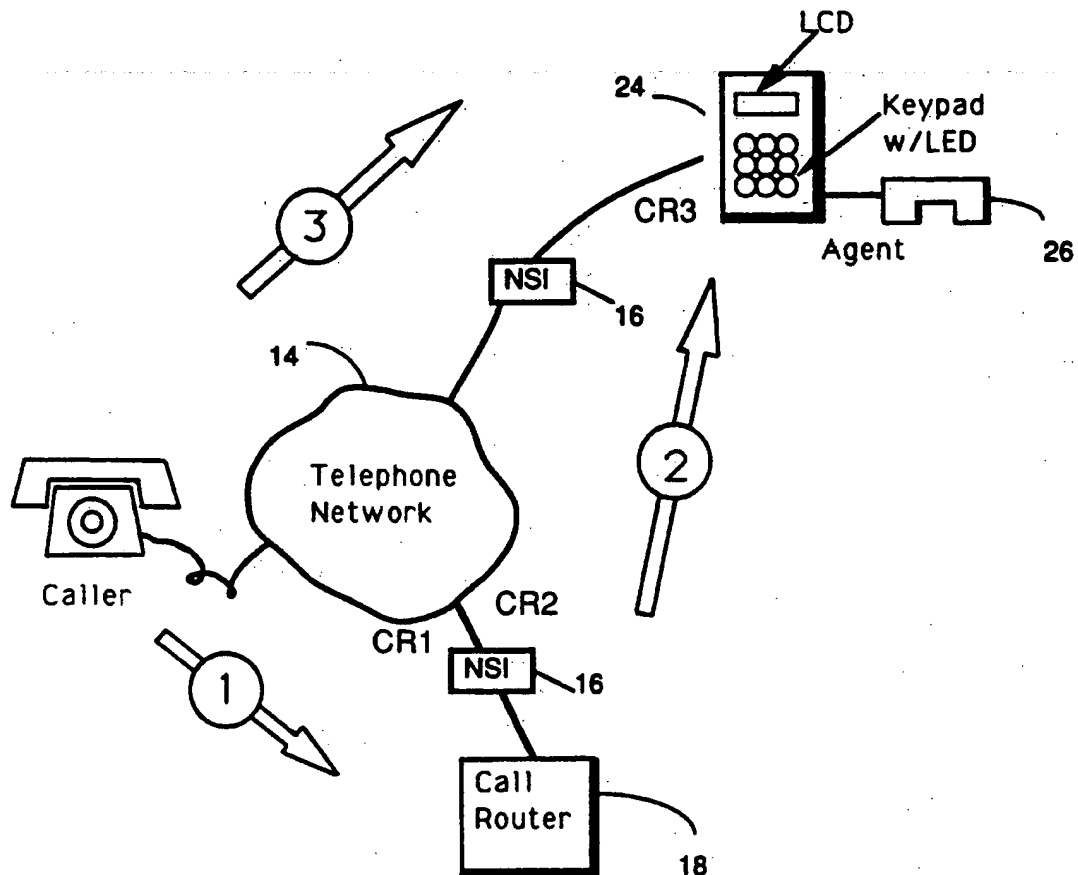 LCD
24
Keypad
w/LED
3
CR3
Agent
26
NSI
16
14
Telephone
Network
2
Caller
CR2
CR1
NSI
16
1
Call
Router
18